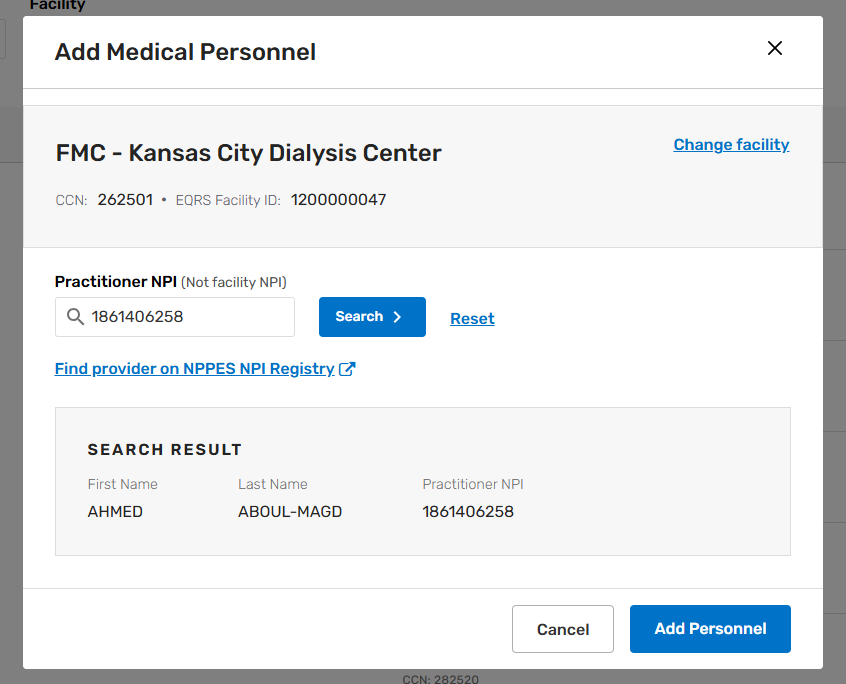 Facility
Add Medical Personnel
FMC - Kansas City Dialysis Center
Change facility
CCN: 262501 • EQRS Facility ID: 1200000047
Practitioner NPI (Not facility NPI)
1861406258
Search
Reset
Find provider on NPPES NPI Registry
SEARCH RESULT
First Name Last Name Practitioner NPI
AHMED ABOUL-MAGD 1861406258
Cancel Add Personnel
CCN: 282520